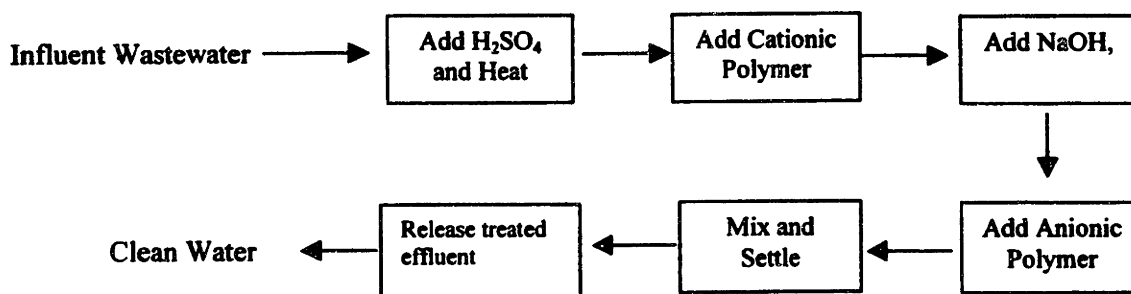 Influent Wastewater
Add H₂SO₄
and Heat
Add Cationic
Polymer
Add NaOH,
Add Anionic
Polymer
Mix and
Settle
Release treated
effluent
Clean Water